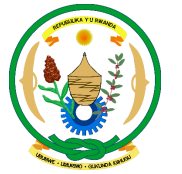 REPUBULIKA Y'U RWANDA
UBUMWE - UMURIMO - GUKUNDA IGIHUGU